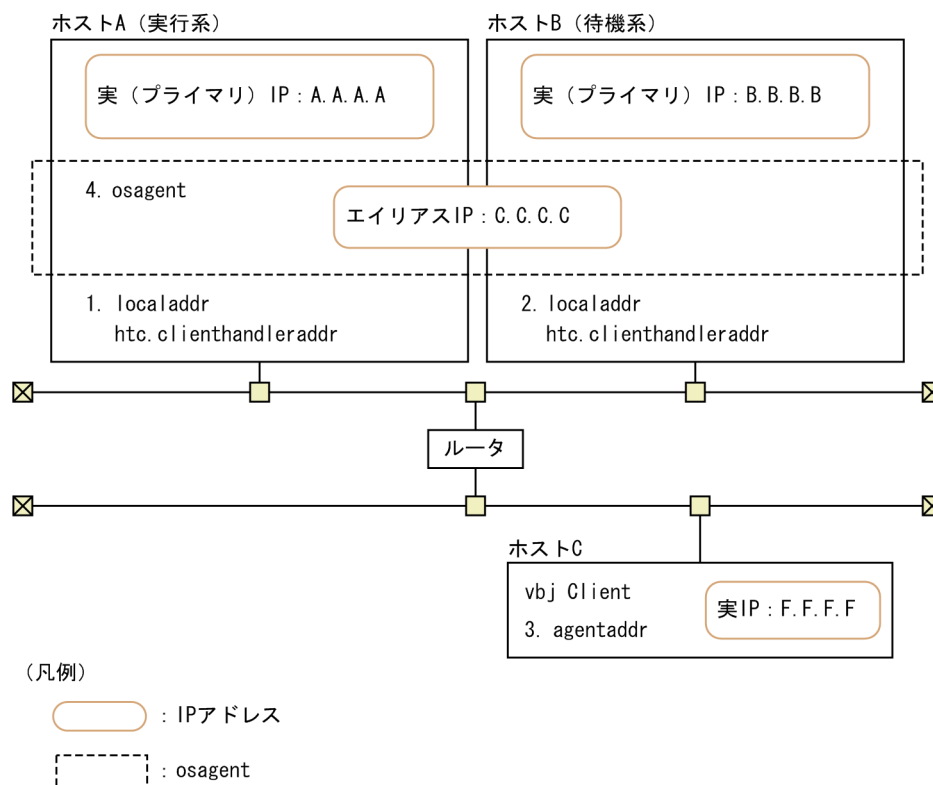 ホストA（実行系）
ホストB（待機系）
実（プライマリ）IP：A.A.A.A
実（プライマリ）IP：B.B.B.B
4. osagent
エイリアスIP：C.C.C.C
1. localaddr
htc.clienthandleraddr
2. localaddr
htc.clienthandleraddr
ルータ
ホストC
vbj Client
3. agentaddr
実IP：F.F.F.F
（凡例）
：IPアドレス
：osagent